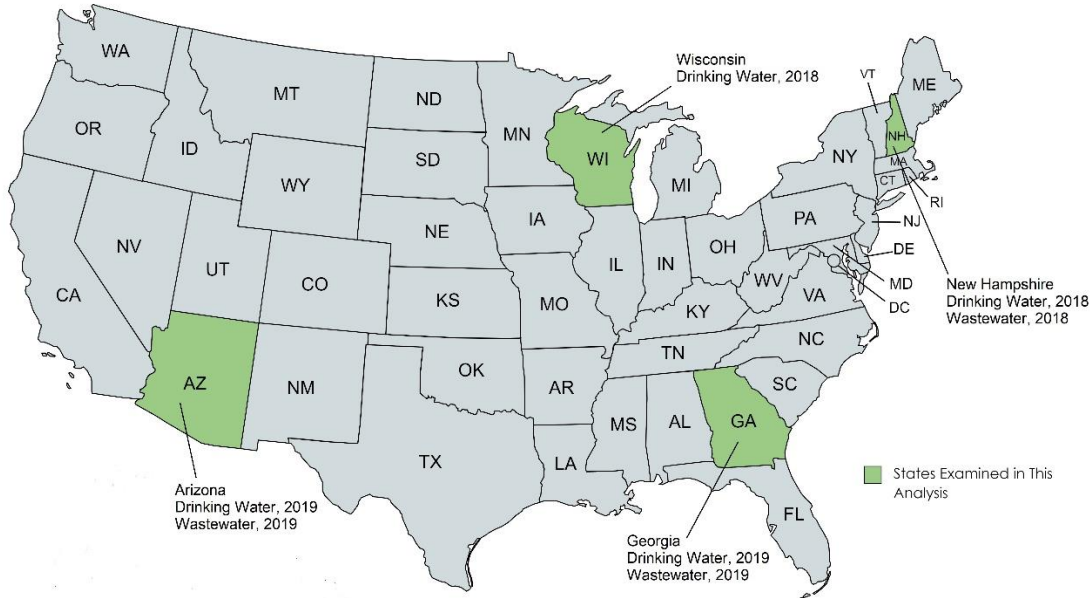 WA
OR
CA
NV
ID
MT
WY
UT
AZ
CO
NM
ND
SD
NE
KS
OK
TX
MN
IA
MO
AR
LA
WI
IL
MI
IN
OH
KY
TN
MS
AL
GA
FL
SC
NC
VA
WV
PA
NY
VT
ME
NH
MA
CT
RI
NJ
DE
MD
DC
Wisconsin
Drinking Water, 2018
New Hampshire
Drinking Water, 2018
Wastewater, 2018
Arizona
Drinking Water, 2019
Wastewater, 2019
Georgia
Drinking Water, 2019
Wastewater, 2019
States Examined in This
Analysis